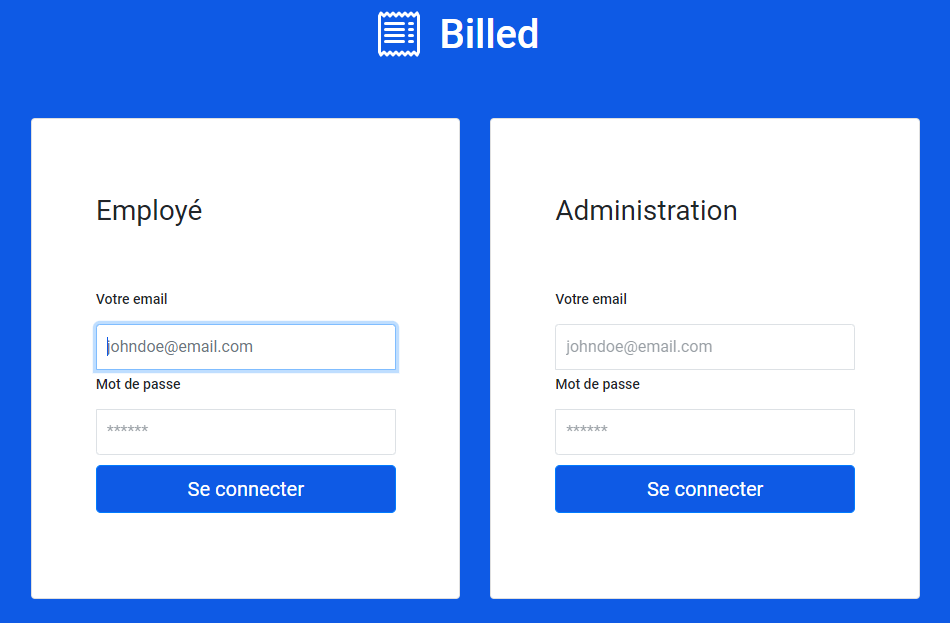 Billed
Employé
Votre email
johndoe@email.com
Mot de passe
******
Se connecter
Administration
Votre email
johndoe@email.com
Mot de passe
******
Se connecter